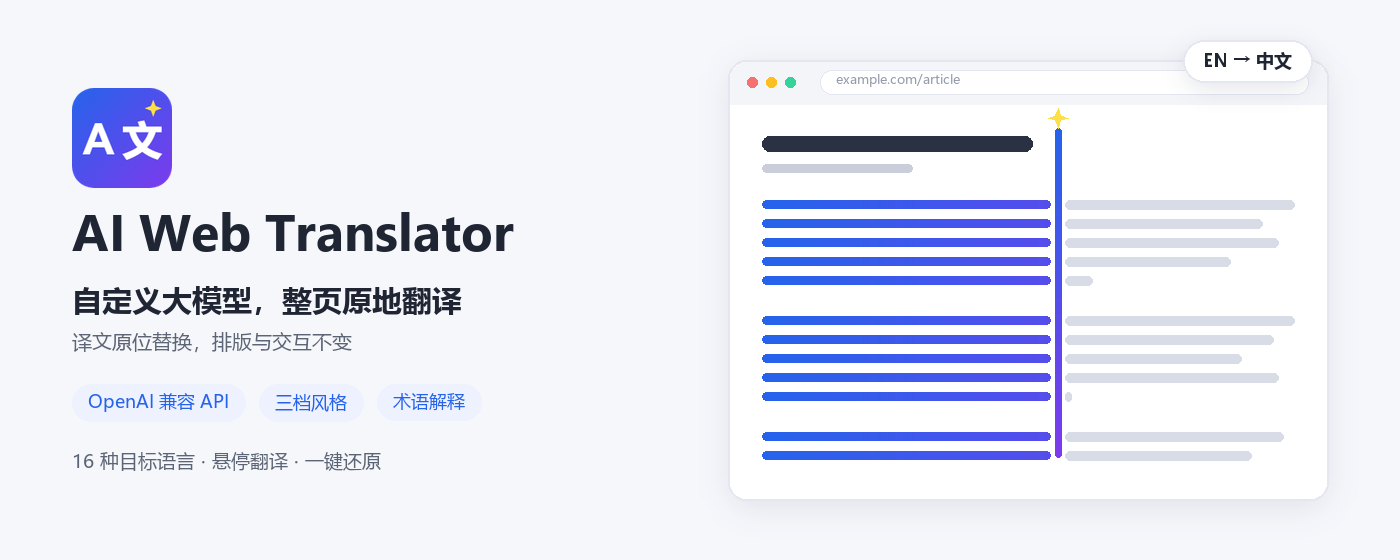 A 文
AI Web Translator
自定义大模型，整页原地翻译
译文原位替换，排版与交互不变
OpenAI 兼容 API
三档风格
术语解释
16 种目标语言 · 悬停翻译 · 一键还原
example.com/article
EN → 中文